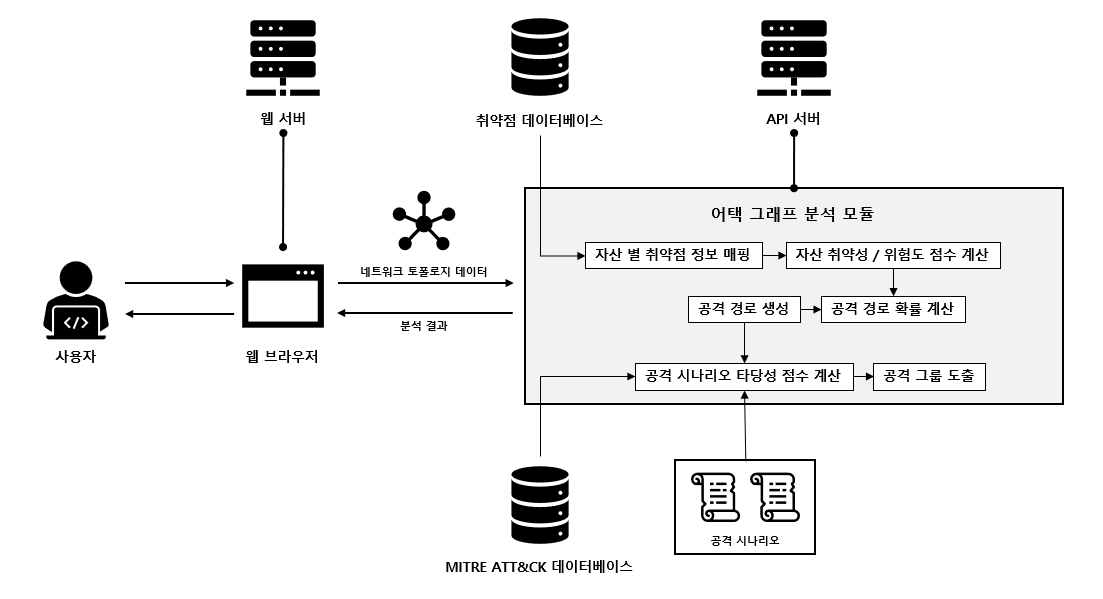 웹 서버
취약점 데이터베이스
API 서버
어택 그래프 분석 모듈
자산 별 취약점 정보 매핑
자산 취약성 / 위험도 점수 계산
네트워크 토폴로지 데이터
공격 경로 생성
공격 경로 확률 계산
분석 결과
사용자
웹 브라우저
공격 시나리오 타당성 점수 계산
공격 그룹 도출
공격 시나리오
MITRE ATT&CK 데이터베이스